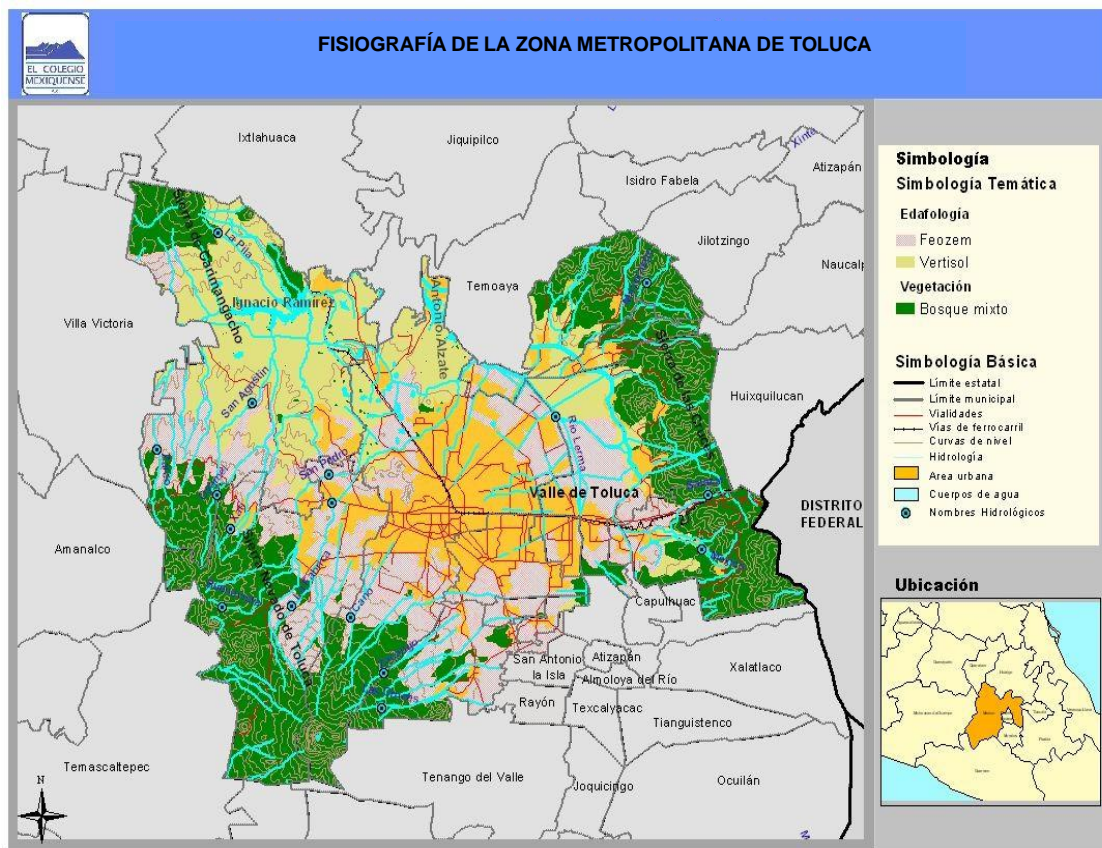 FISIOGRAFÍA DE LA ZONA METROPOLITANA DE TOLUCA
EL COLEGIO
MEXIQUENSE
Ixtlahuaca
Jiquipilco
Atizapán
Isidro Fabela
Jilotzingo
Naucalp
Temoaya
Villa Victoria
Huixquilucan
Sierra de Carimangacho
La Pila
Ignacio Ramírez
Antonio Alzate
San Agustín
San Pedro
Río Lerma
Valle de Toluca
DISTRITO
FEDERAL
Amanalco
Cano
Capulhuac
San Antonio
la Isla
Atizapán
Almoloya del Río
Xalatlaco
Rayón
Texcalyacac
Tianguistenco
Temascaltepec
Tenango del Valle
Joquicingo
Ocuilán
N
Simbología
Simbología Temática
Edafología
Feozem
Vertisol
Vegetación
Bosque mixto
Simbología Básica
Límite estatal
Límite municipal
Vialidades
Vías de ferrocarril
Curvas de nivel
Hidrología
Area urbana
Cuerpos de agua
Nombres Hidrológicos
Ubicación